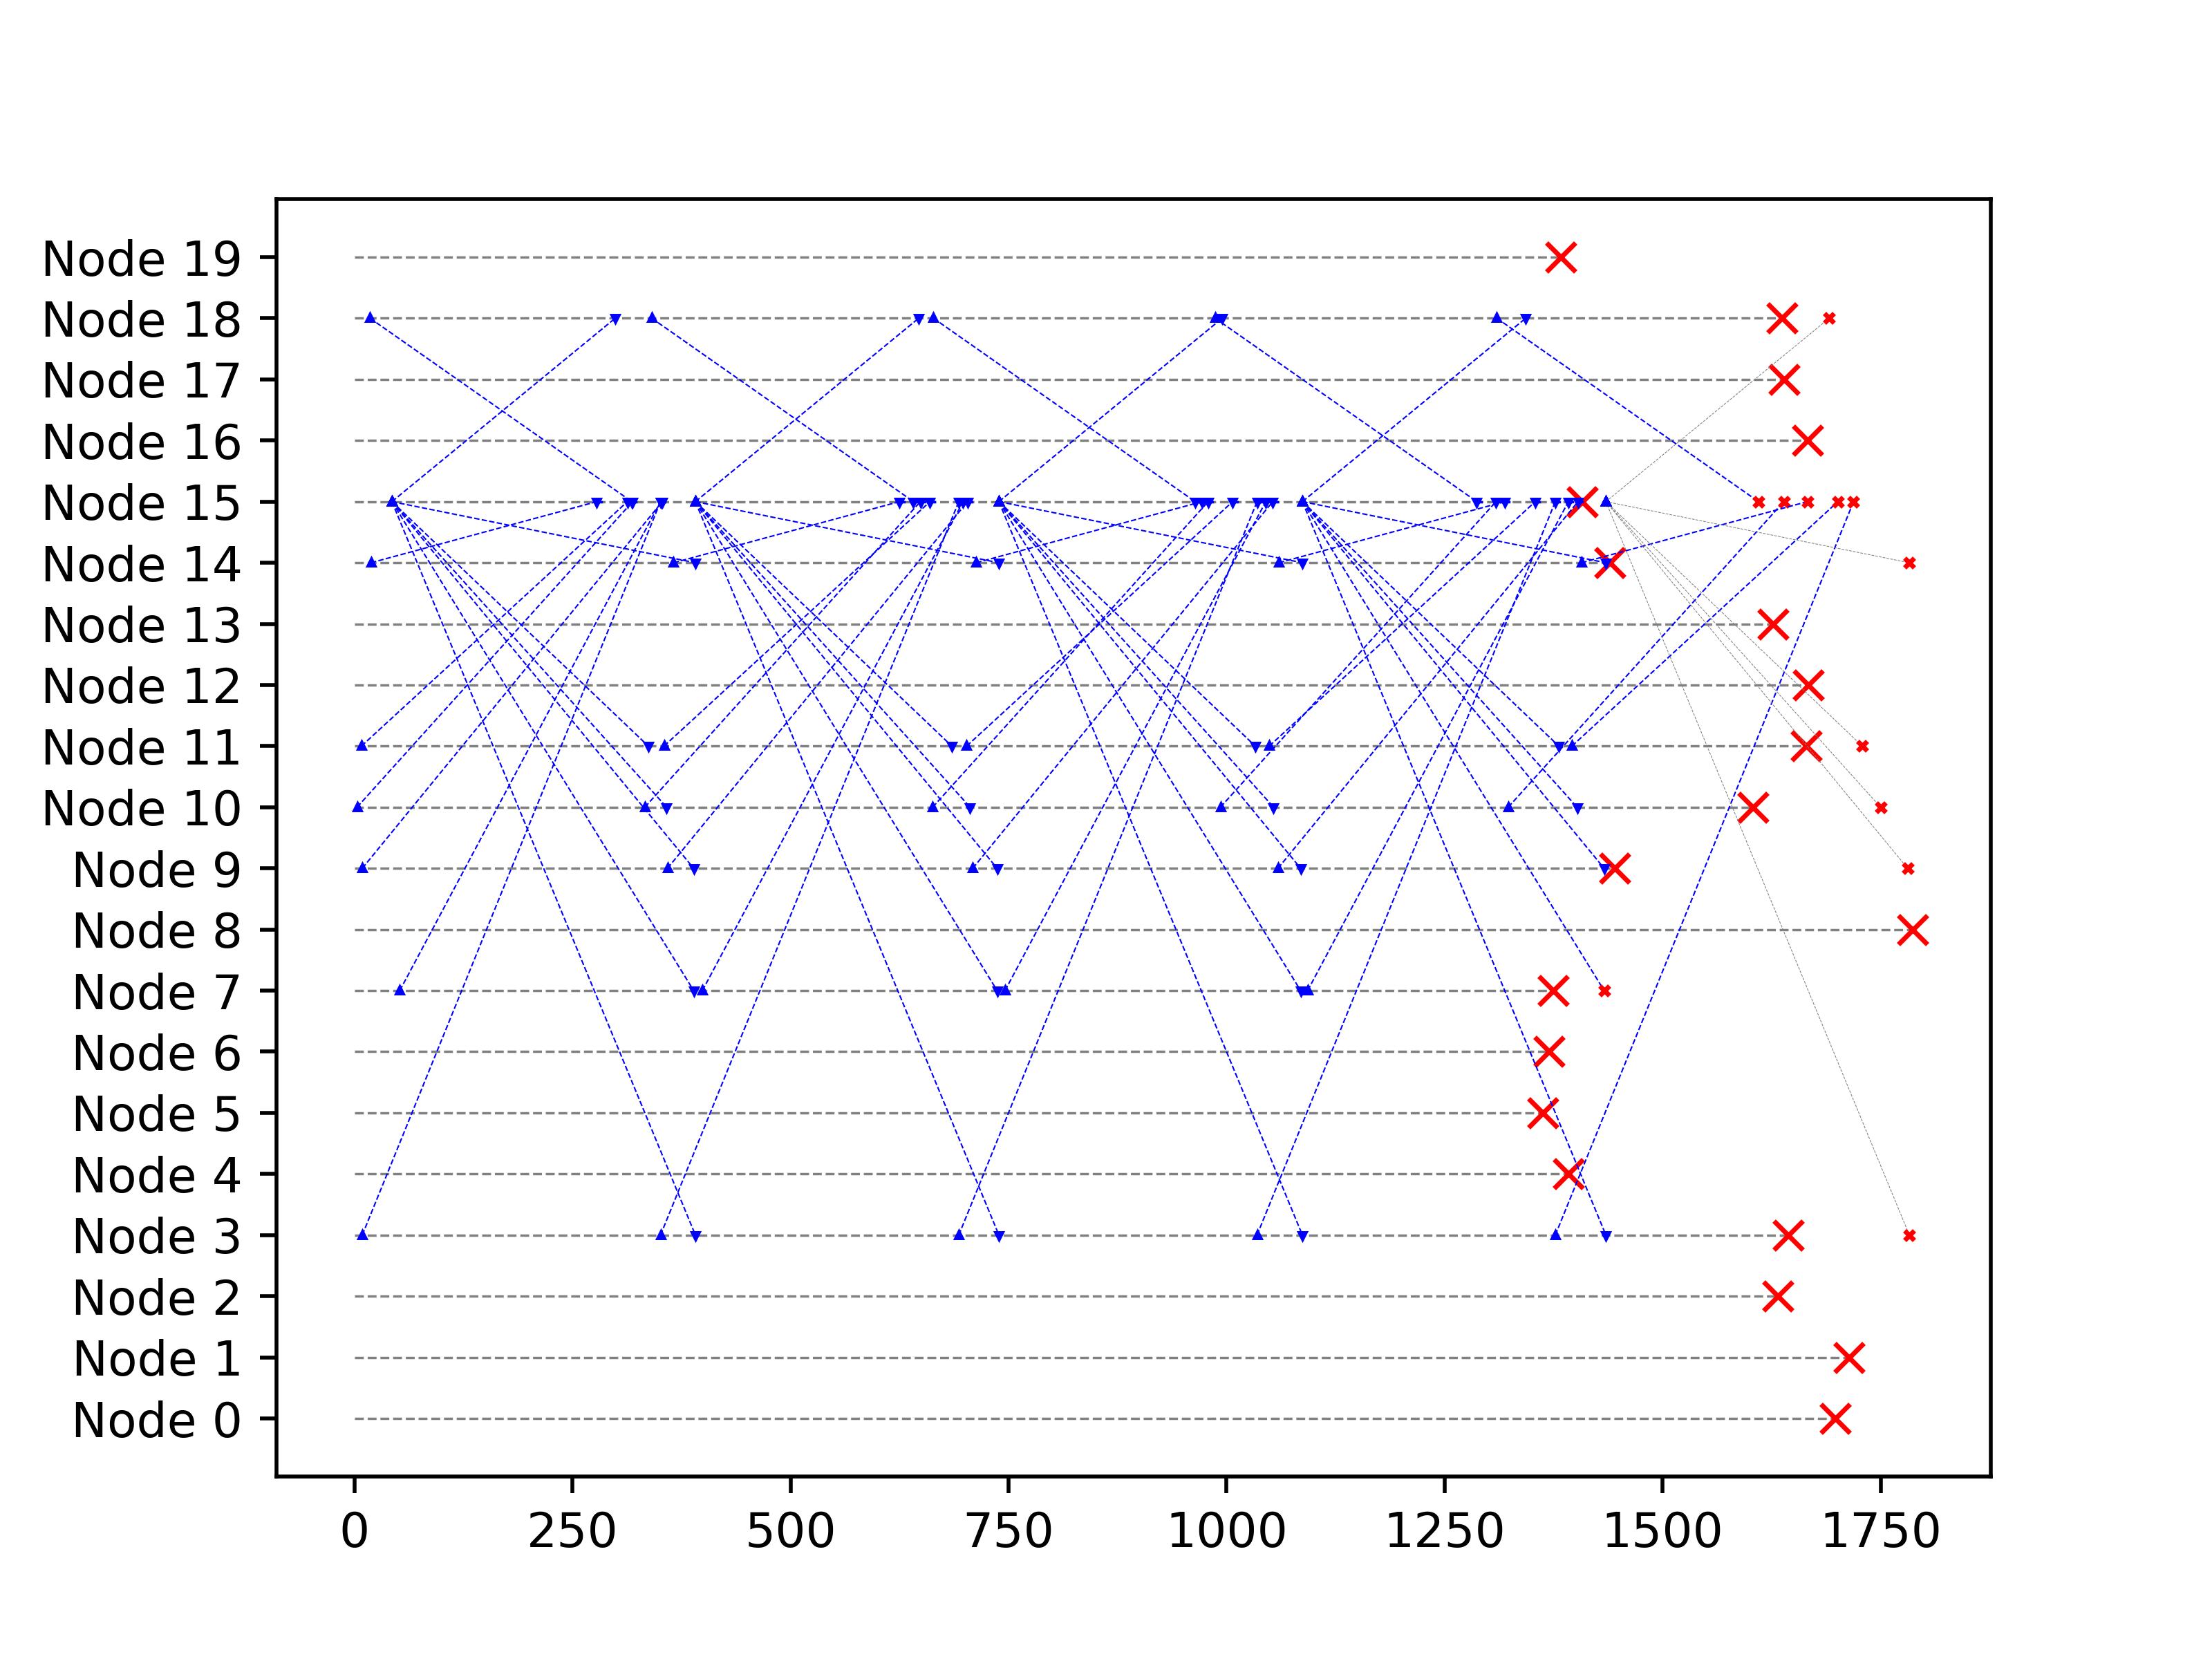 Node 19
Node 18
Node 17
Node 16
Node 15
Node 14
Node 13
Node 12
Node 11
Node 10
Node 9
Node 8
Node 7
Node 6
Node 5
Node 4
Node 3
Node 2
Node 1
Node 0
0 250 500 750 1000 1250 1500 1750